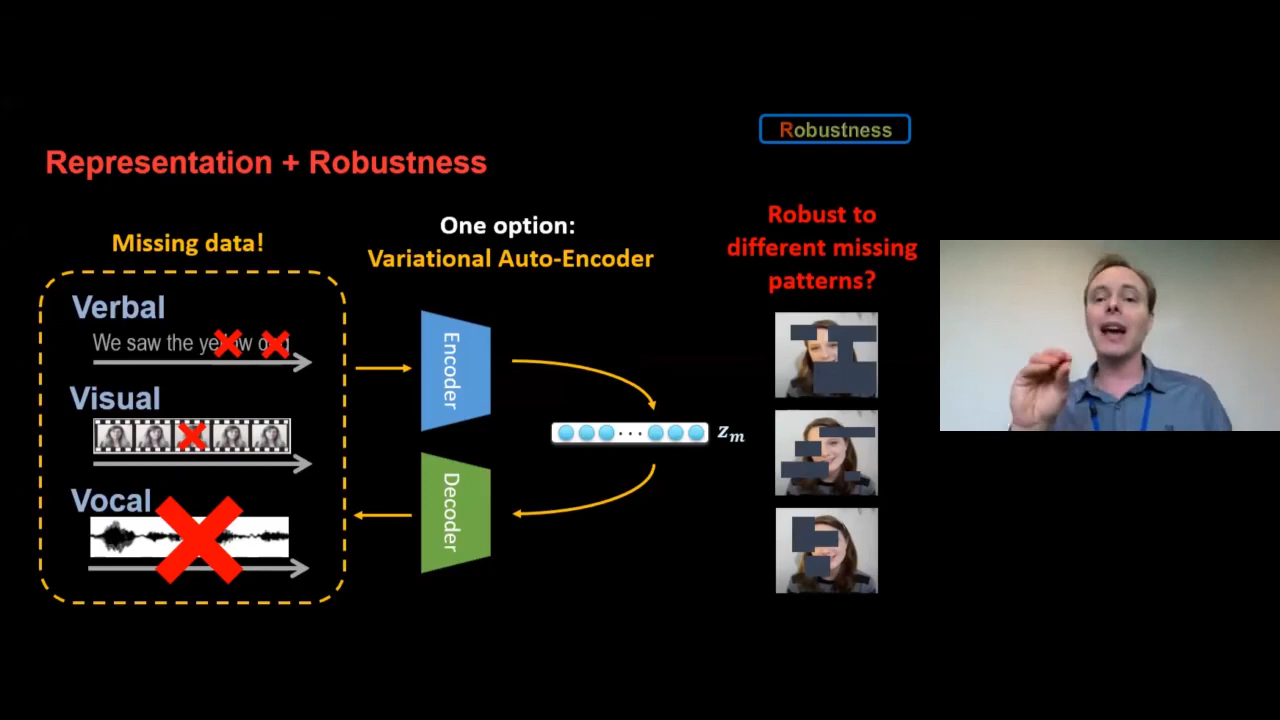 Robustness
Representation + Robustness
Missing data!
Verbal
We saw the yellow dog
Visual
Vocal
One option:
Variational Auto-Encoder
Encoder
Decoder
z_m
Robust to
different missing
patterns?